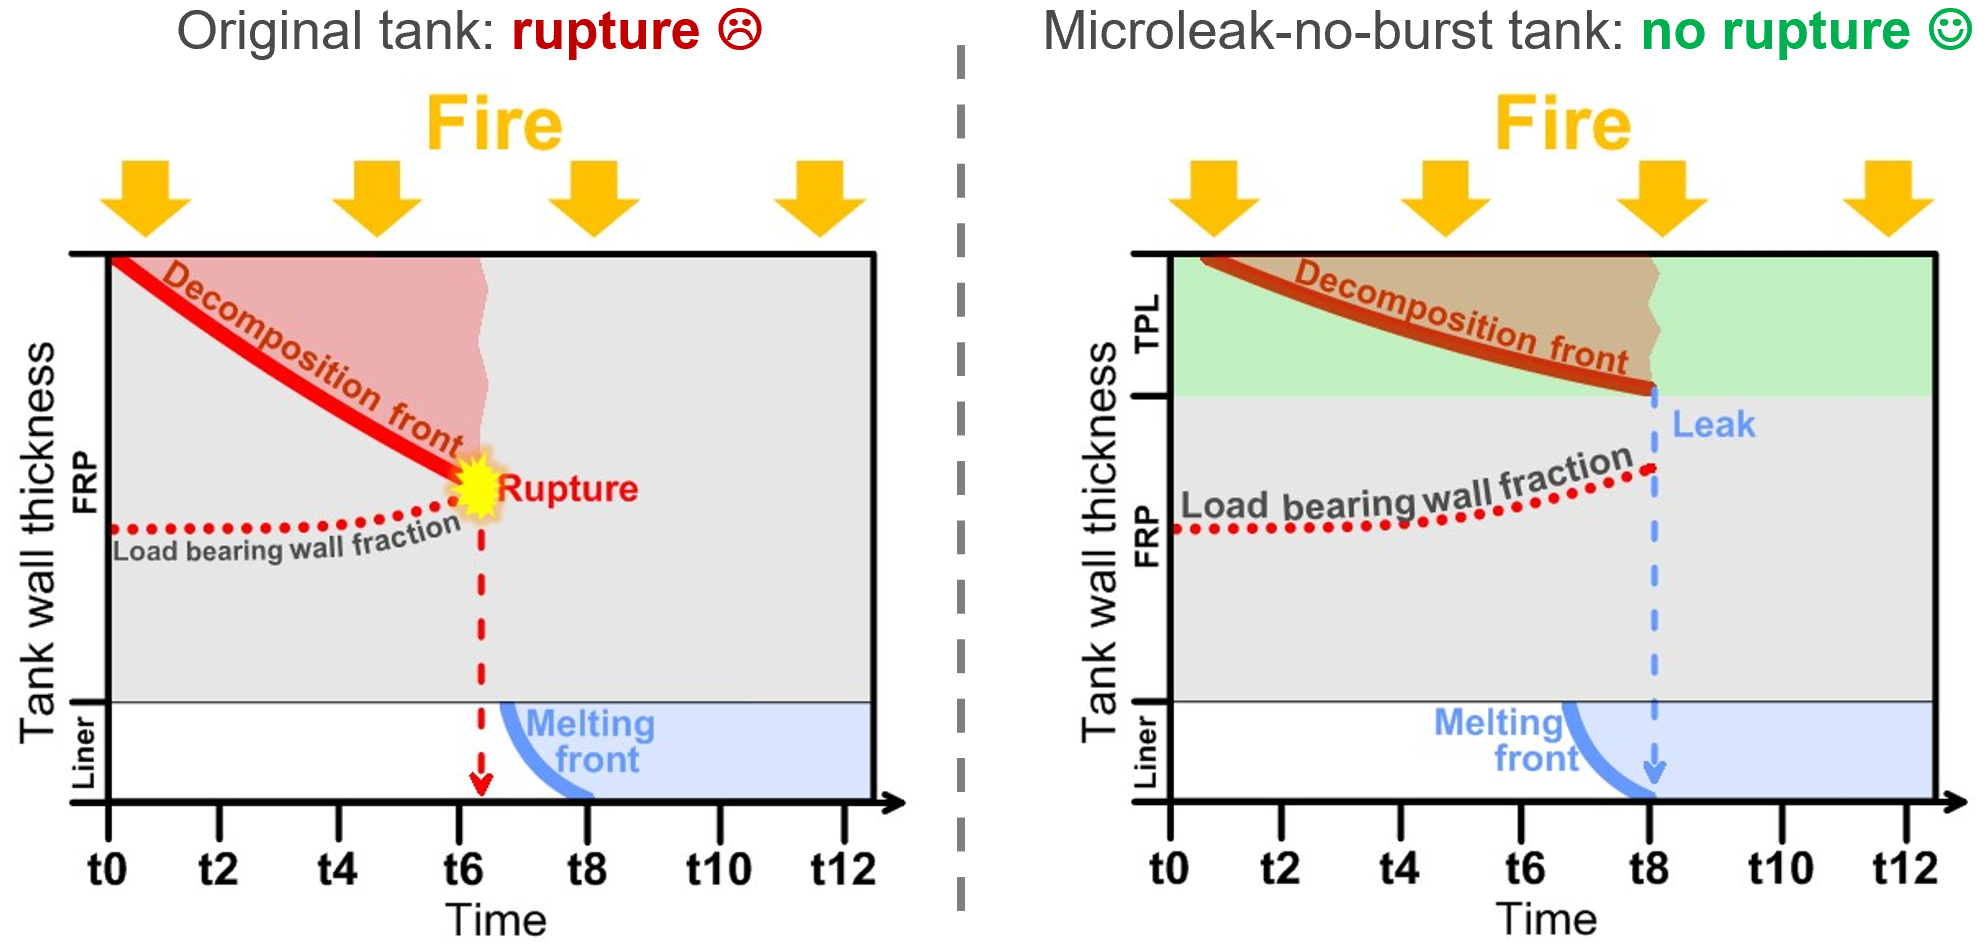 Original tank: rupture ☹
Fire
Tank wall thickness
FRP
Liner
Decomposition front
Rupture
Load bearing wall fraction
Melting
front
t0 t2 t4 t6 t8 t10 t12
Time
Microleak-no-burst tank: no rupture ☺
Fire
Tank wall thickness
TPL
FRP
Liner
Decomposition front
Leak
Load bearing wall fraction
Melting
front
t0 t2 t4 t6 t8 t10 t12
Time